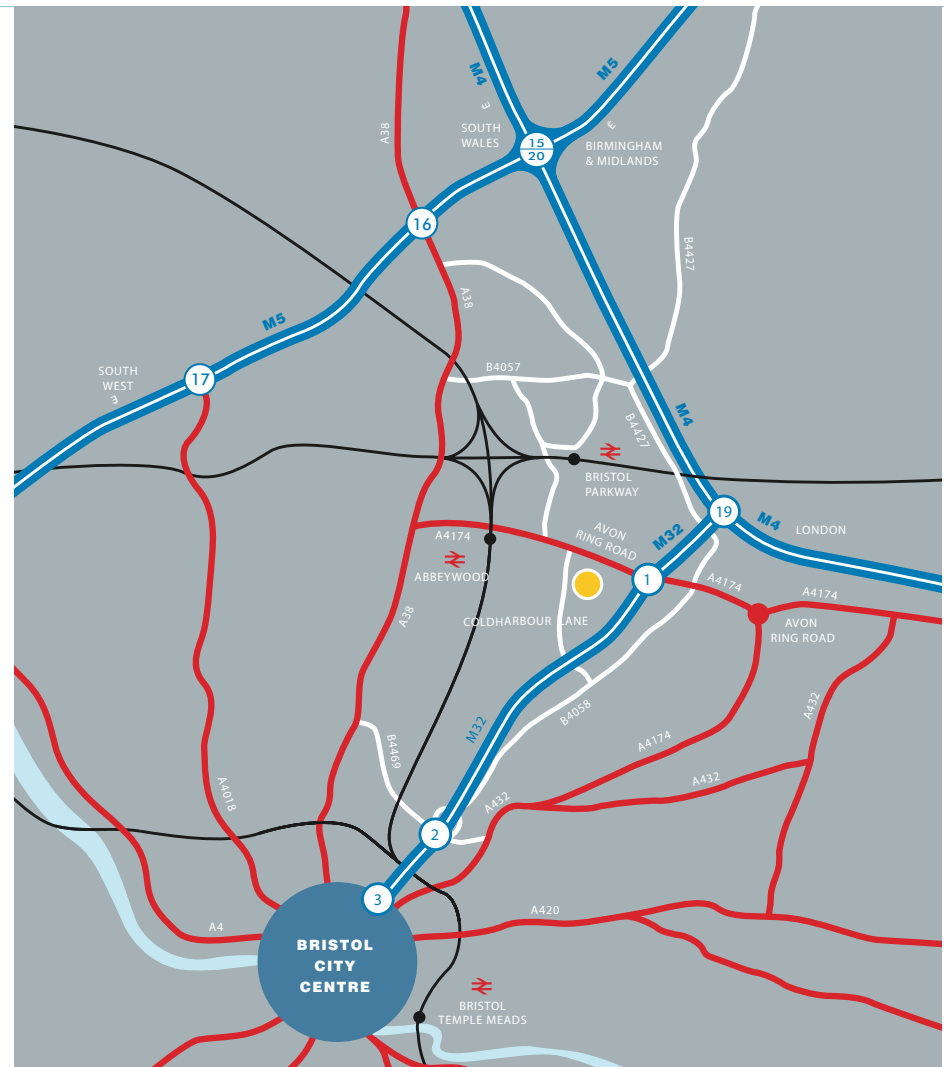 M4
M5
E
E
A38
SOUTH
WALES
15
20
BIRMINGHAM
& MIDLANDS
16
B4427
A38
M5
SOUTH
WEST
E
17
B4057
M4
B4427
BRISTOL
PARKWAY
19
M4
LONDON
M32
AVON
RING ROAD
A4174
ABBEYWOOD
1
A4174
A4174
AVON
RING ROAD
A38
COLDHARBOUR LANE
A432
B4058
M32
A4174
B4469
A432
A4018
A432
2
3
A420
A4
BRISTOL
CITY
CENTRE
BRISTOL
TEMPLE MEADS